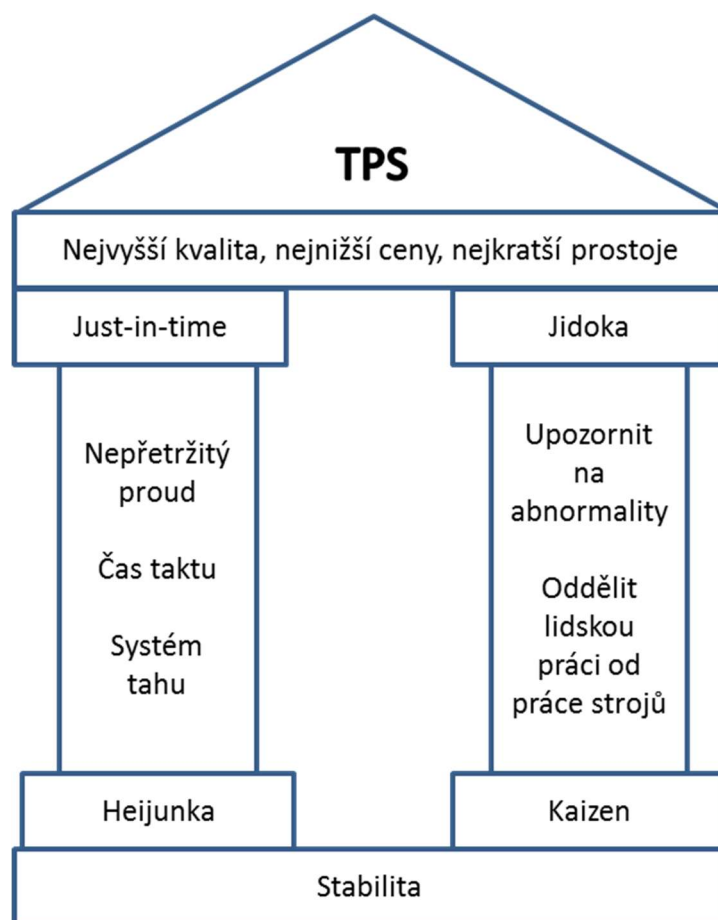 TPS
Nejvyšší kvalita, nejnižší ceny, nejkratší prostoje
Just-in-time
Jidoka
Nepřetržitý
proud
Čas taktu
Systém
tahu
Upozornit
na
abnormality
Oddělit
lidskou
práci od
práce strojů
Heijunka
Kaizen
Stabilita